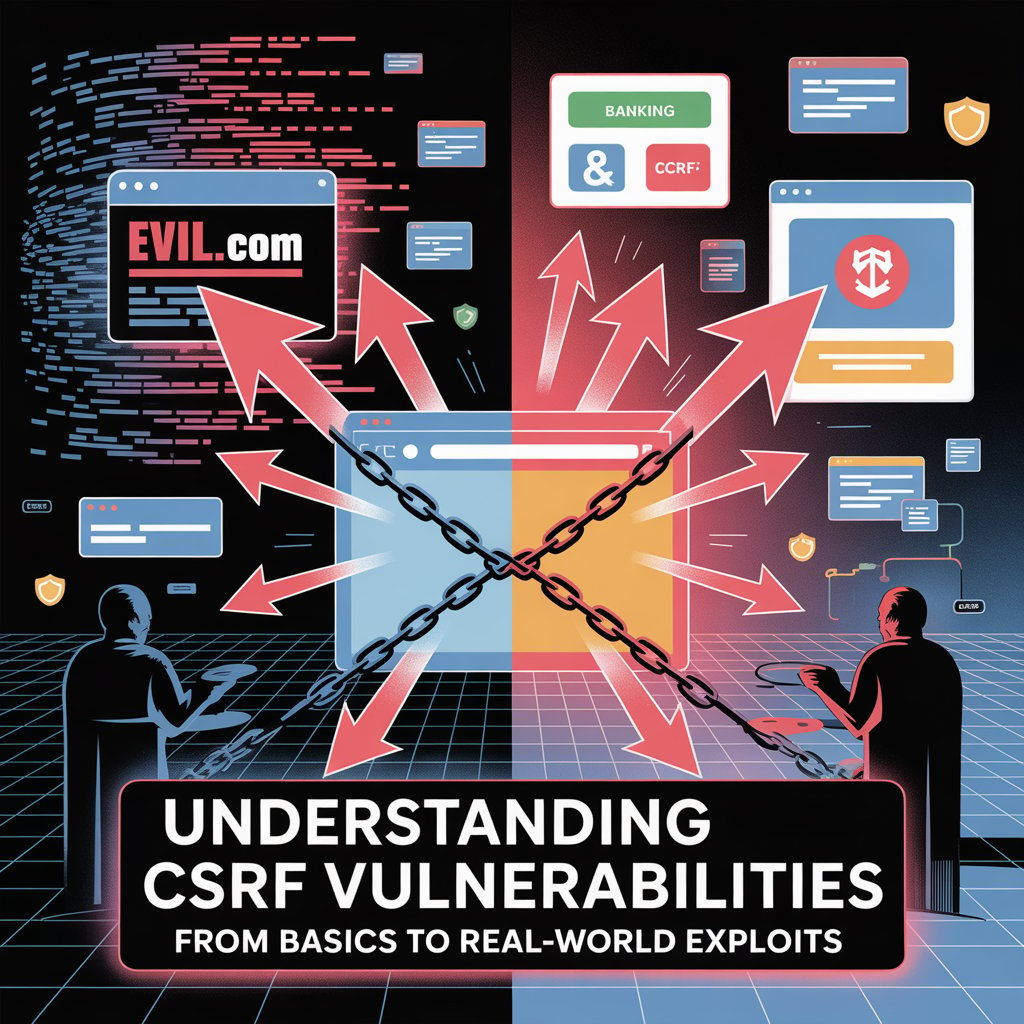 BANKING
&
CCRF:
EVIL.com
UNDERSTANDING
CSRF VULNERABILITIES
FROM BASICS TO REAL-WORLD EXPLOITS